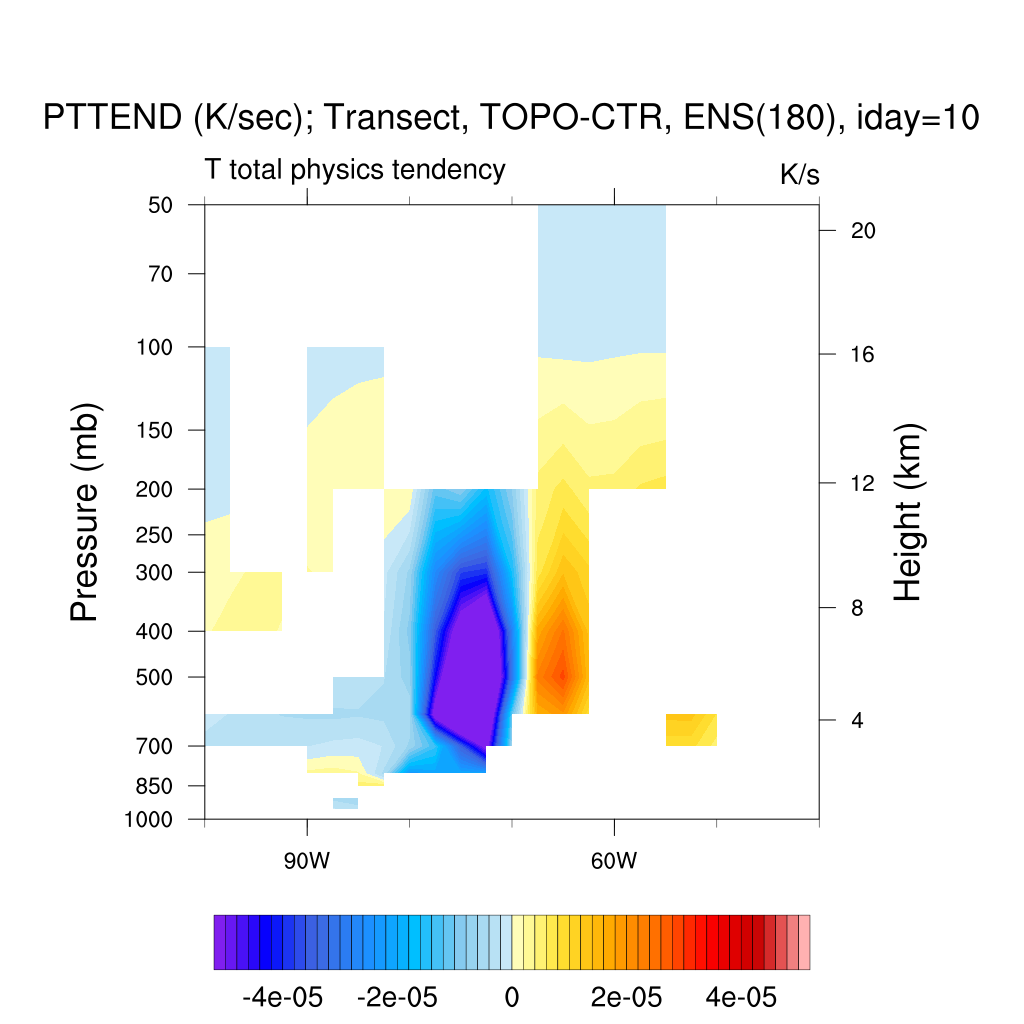 PTTEND (K/sec); Transect, TOPO-CTR, ENS(180), iday=10
T total physics tendency
K/s
50
70
100
150
200
250
300
400
500
700
850
1000
Pressure (mb)
20
16
12
8
4
Height (km)
90W
60W
-4e-05
-2e-05
0
2e-05
4e-05